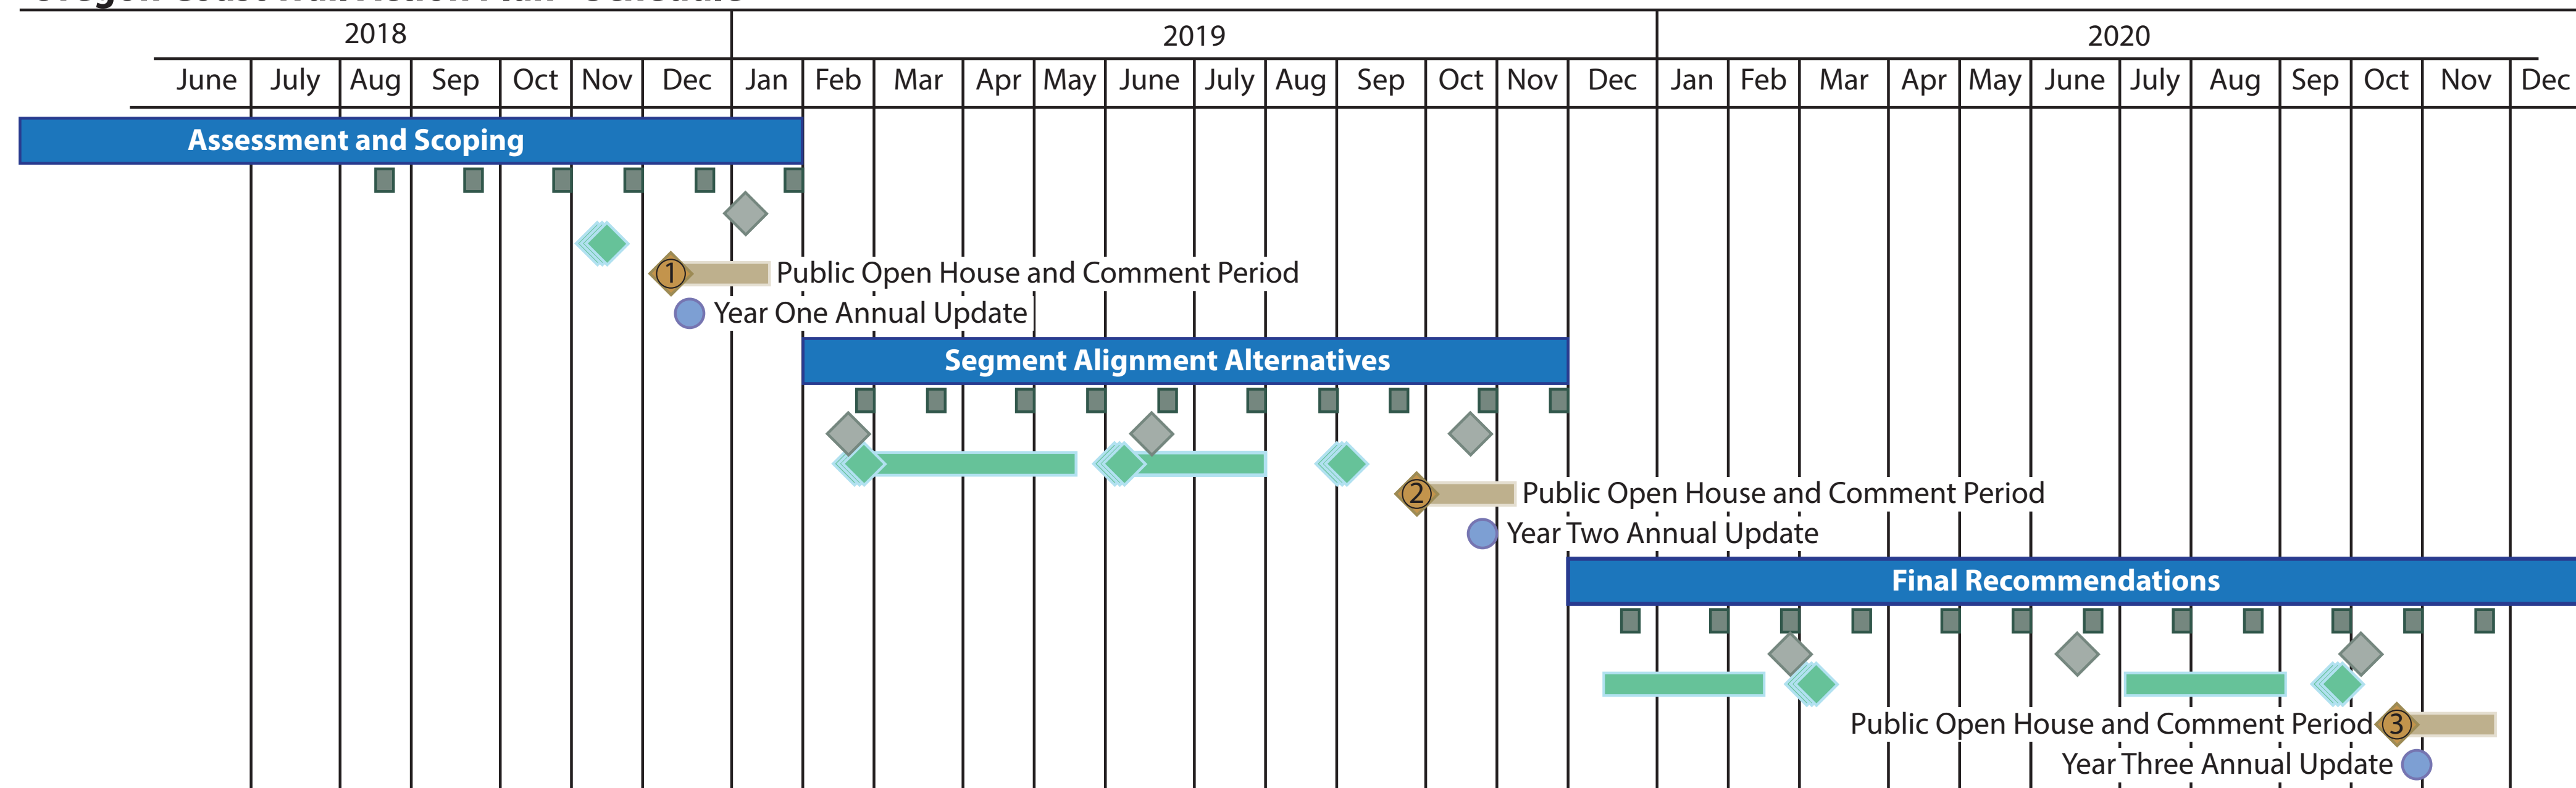 2018 2019 2020
June July Aug Sep Oct Nov Dec Jan Feb Mar Apr May June July Aug Sep Oct Nov Dec Jan Feb Mar Apr May June July Aug Sep Oct Nov Dec
Assessment and Scoping
1 Public Open House and Comment Period
Year One Annual Update
Segment Alignment Alternatives
2 Public Open House and Comment Period
Year Two Annual Update
Final Recommendations
Public Open House and Comment Period 3
Year Three Annual Update